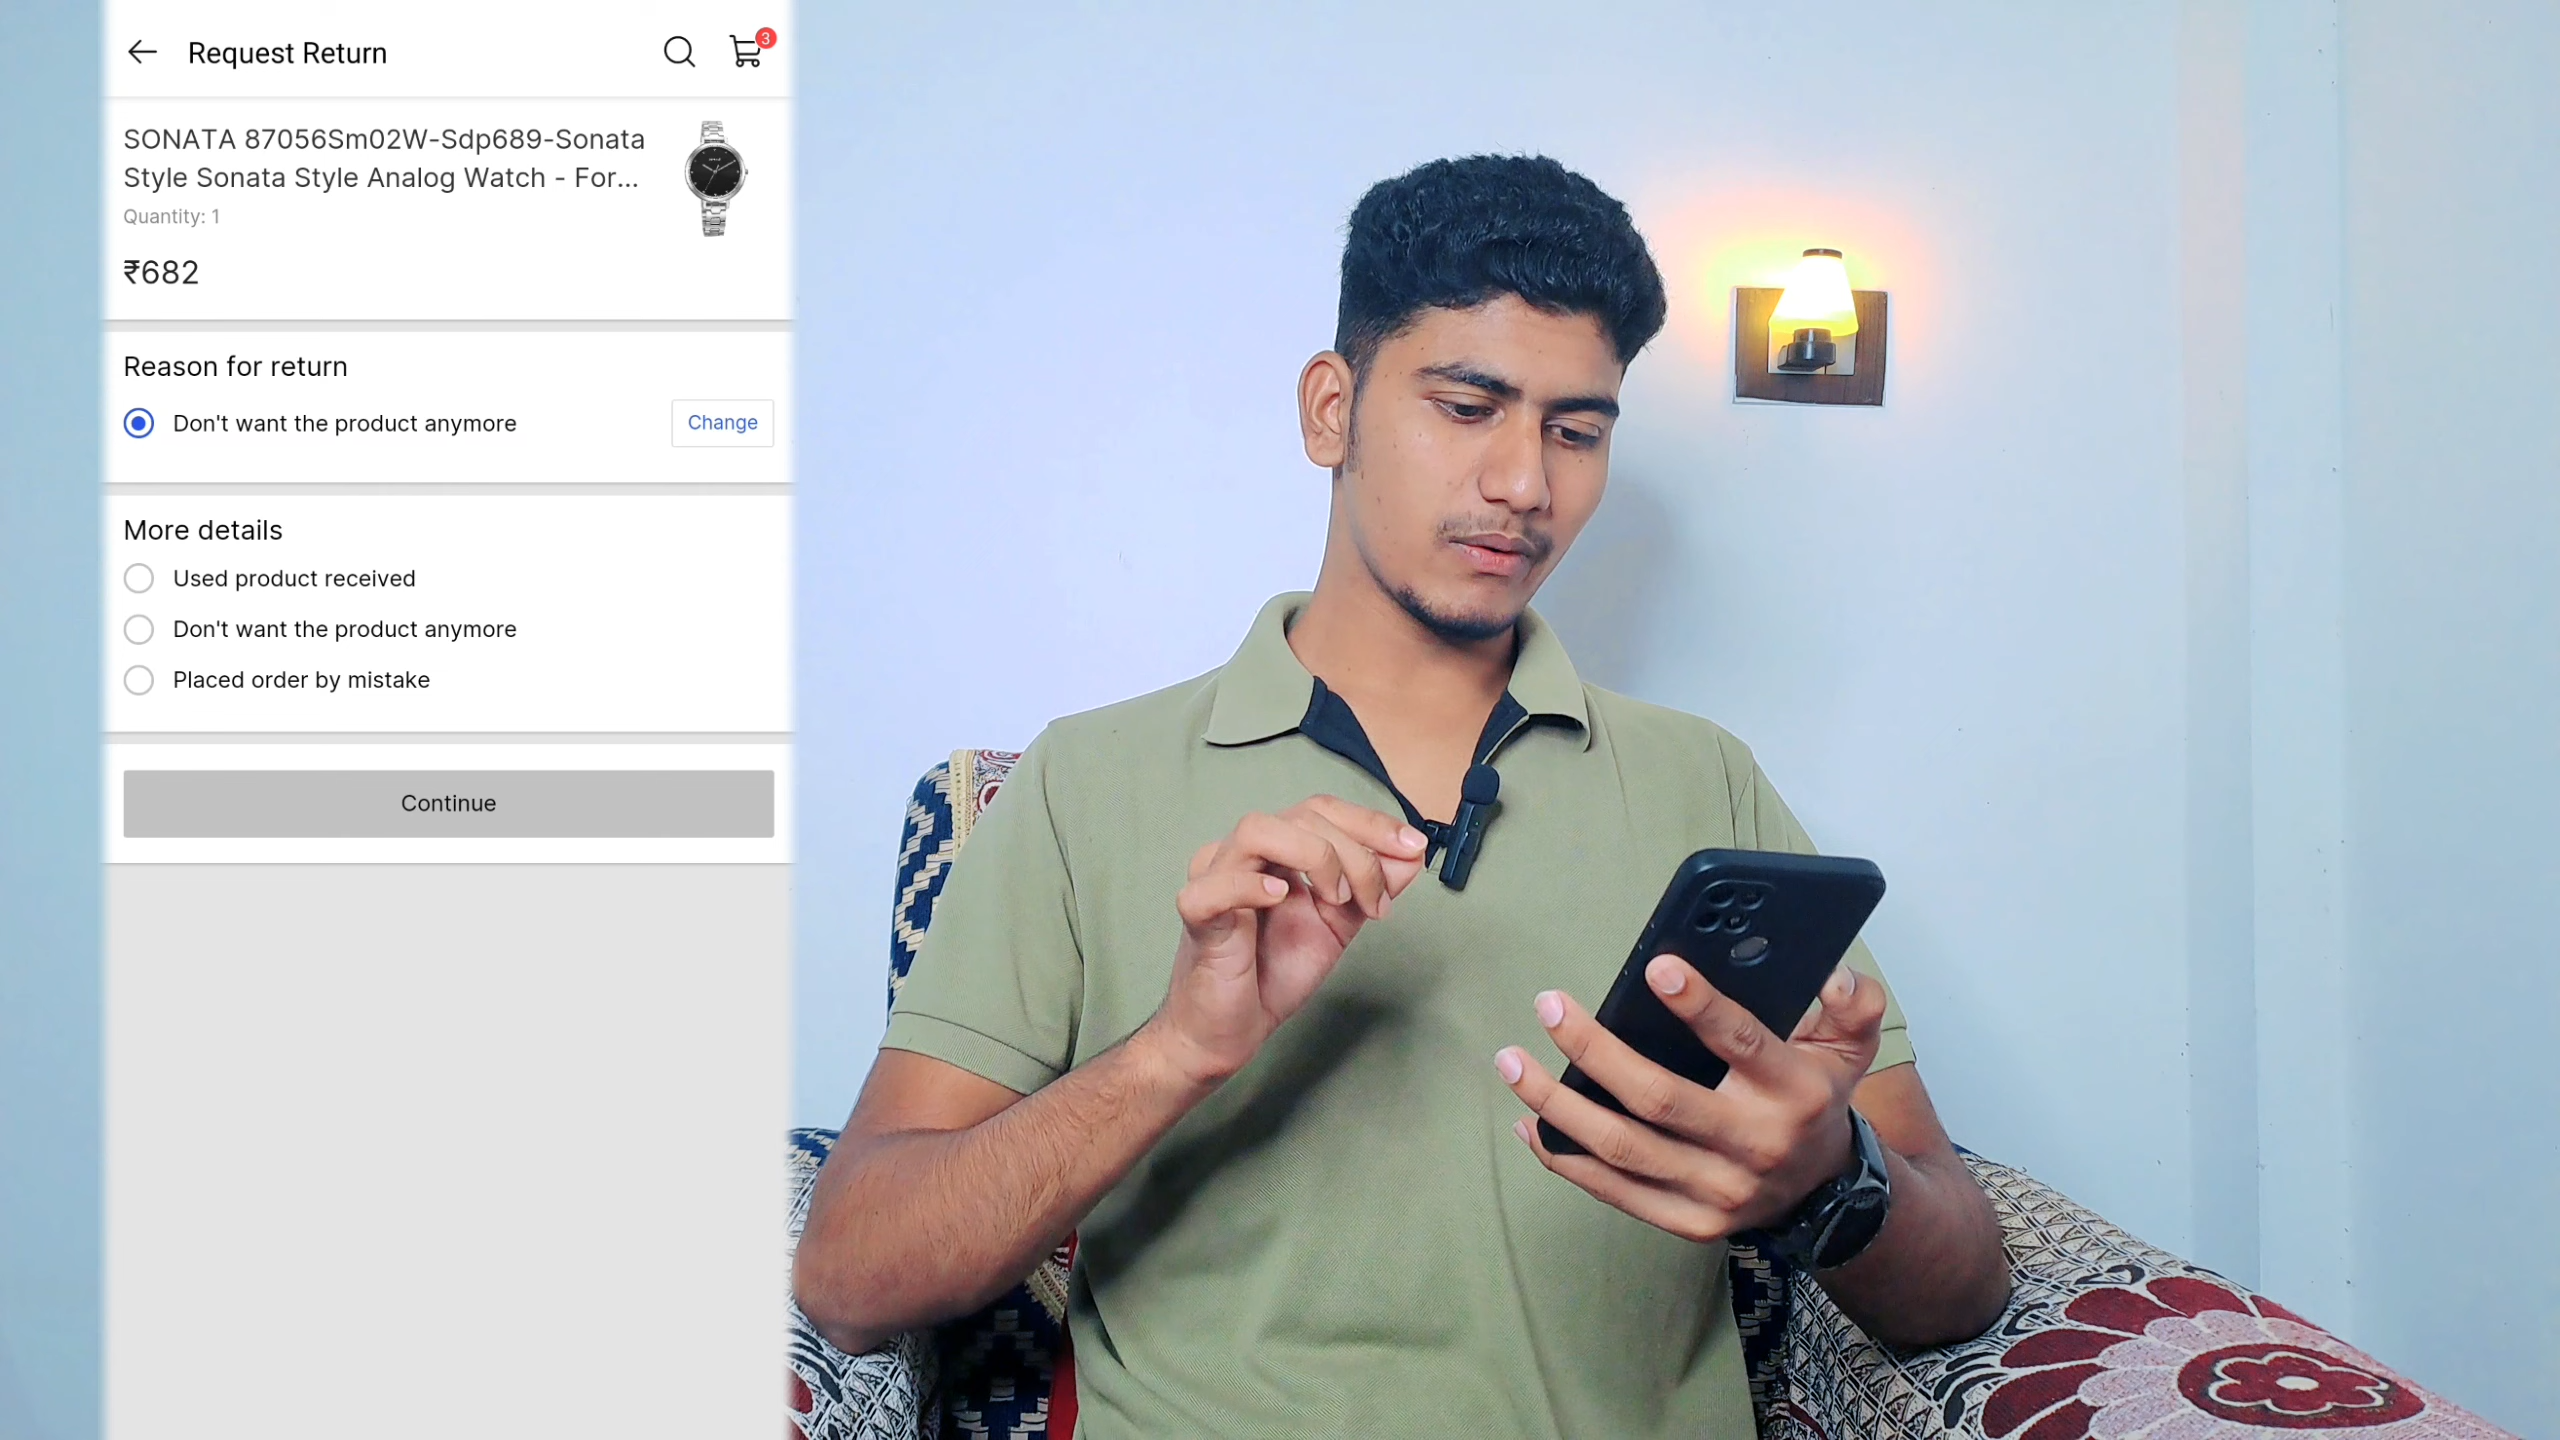 Request Return
3
SONATA 87056Sm02W-Sdp689-Sonata
Style Sonata Style Analog Watch - For...
Quantity: 1
₹682
Reason for return
Don't want the product anymore
Change
More details
Used product received
Don't want the product anymore
Placed order by mistake
Continue